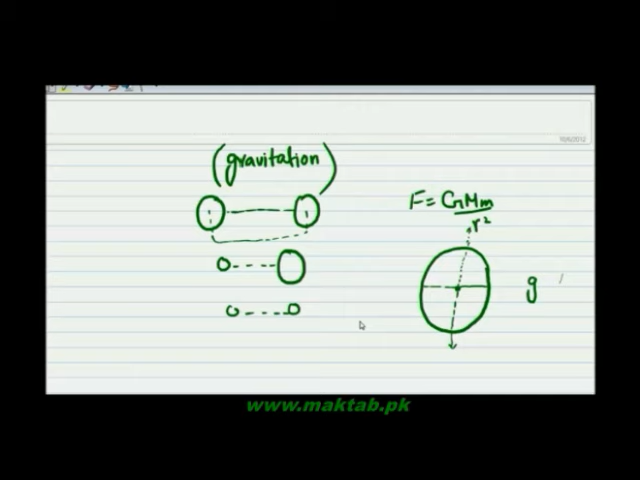 (gravitation)
F = GMm
r²
g
www.maktab.pk